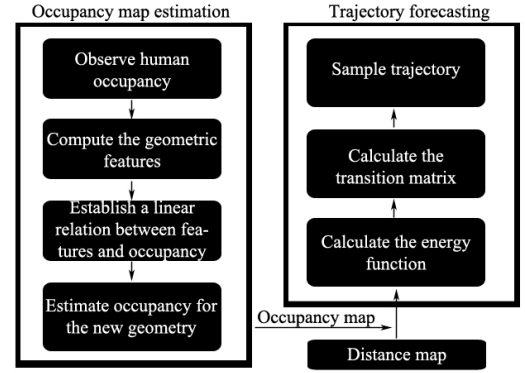 Occupancy map estimation
Observe human
occupancy
Compute the geometric
features
Establish a linear
relation between fea-
tures and occupancy
Estimate occupancy for
the new geometry
Trajectory forecasting
Sample trajectory
Calculate the
transition matrix
Calculate the energy
function
Occupancy map
Distance map